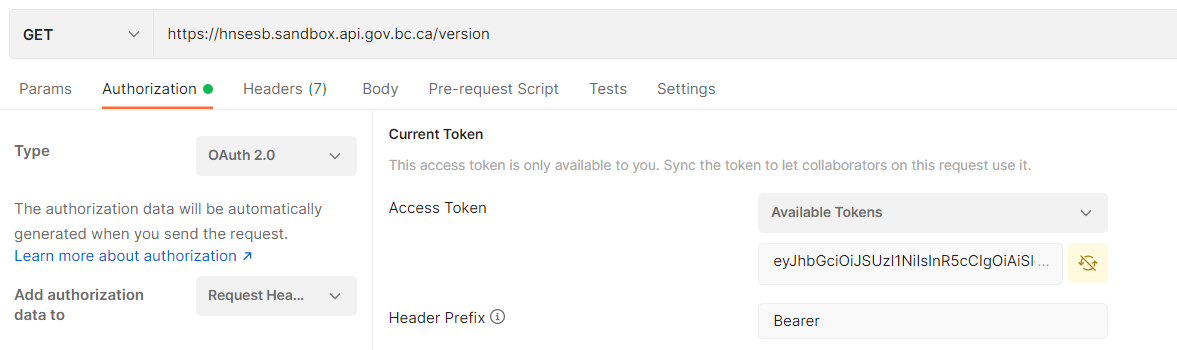 GET https://hnsesb.sandbox.api.gov.bc.ca/version
Params Authorization Headers (7) Body Pre-request Script Tests Settings
Type OAuth 2.0
The authorization data will be automatically
generated when you send the request.
Learn more about authorization ↗
Add authorization
data to
Request Hea...
Current Token
This access token is only available to you. Sync the token to let collaborators on this request use it.
Access Token Available Tokens
eyJhbGciOiJSUzI1NiIsInR5cCIgOiAiSl...
Header Prefix Bearer